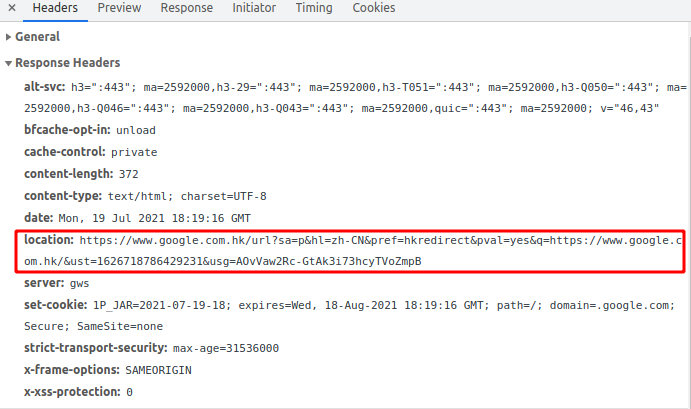 × Headers Preview Response Initiator Timing Cookies
General
Response Headers
alt-svc: h3=":443"; ma=2592000,h3-29=":443"; ma=2592000,h3-T051=":443"; ma=2592000,h3-Q050=":443"; ma=
2592000,h3-Q046=":443"; ma=2592000,h3-Q043=":443"; ma=2592000,quic=":443"; ma=2592000; v="46,43"
bfcache-opt-in: unload
cache-control: private
content-length: 372
content-type: text/html; charset=UTF-8
date: Mon, 19 Jul 2021 18:19:16 GMT
location: https://www.google.com.hk/url?sa=p&hl=zh-CN&pref=hkredirect&pval=yes&q=https://www.google.c
om.hk/&ust=1626718786429231&usg=AOvVaw2Rc-GtAk3i73hcyTVoZmpB
server: gws
set-cookie: 1P_JAR=2021-07-19-18; expires=Wed, 18-Aug-2021 18:19:16 GMT; path=/; domain=.google.com;
Secure; SameSite=none
strict-transport-security: max-age=31536000
x-frame-options: SAMEORIGIN
x-xss-protection: 0